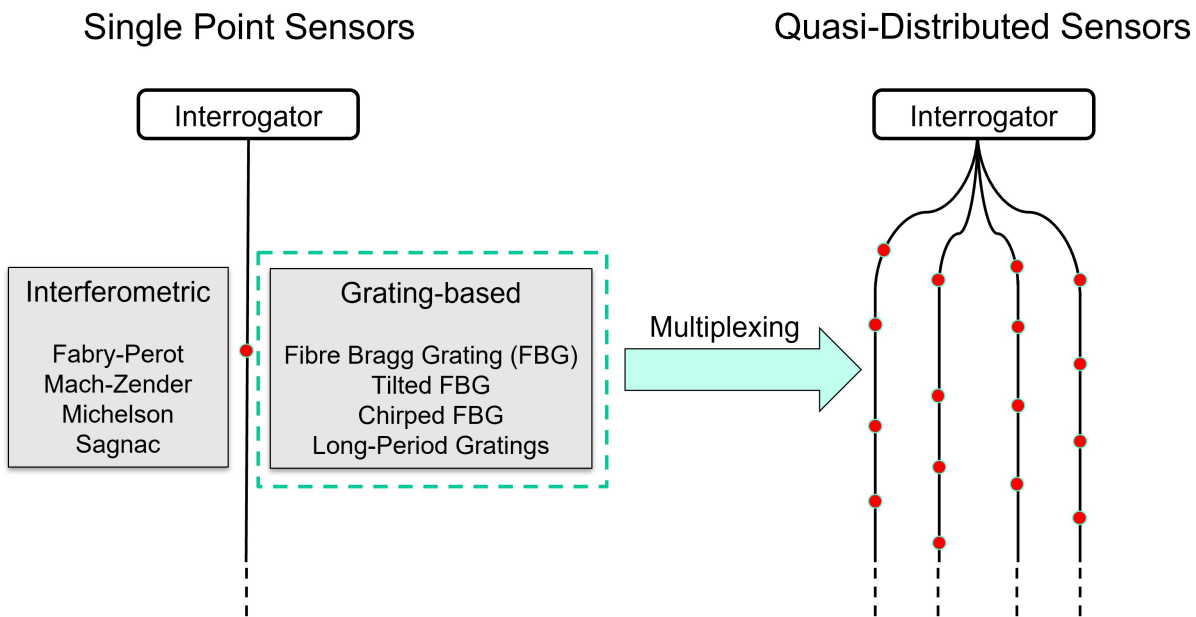 Single Point Sensors
Quasi-Distributed Sensors
Interrogator
Interrogator
Interferometric
Fabry-Perot
Mach-Zender
Michelson
Sagnac
Grating-based
Fibre Bragg Grating (FBG)
Tilted FBG
Chirped FBG
Long-Period Gratings
Multiplexing